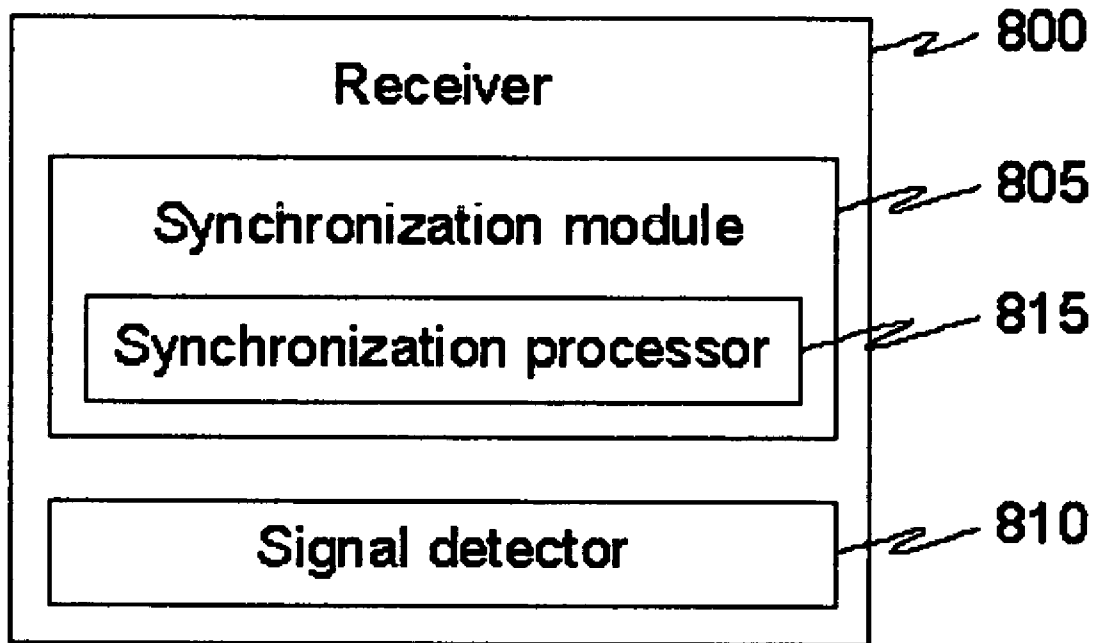 800
Receiver
805
Synchronization module
815
Synchronization processor
810
Signal detector